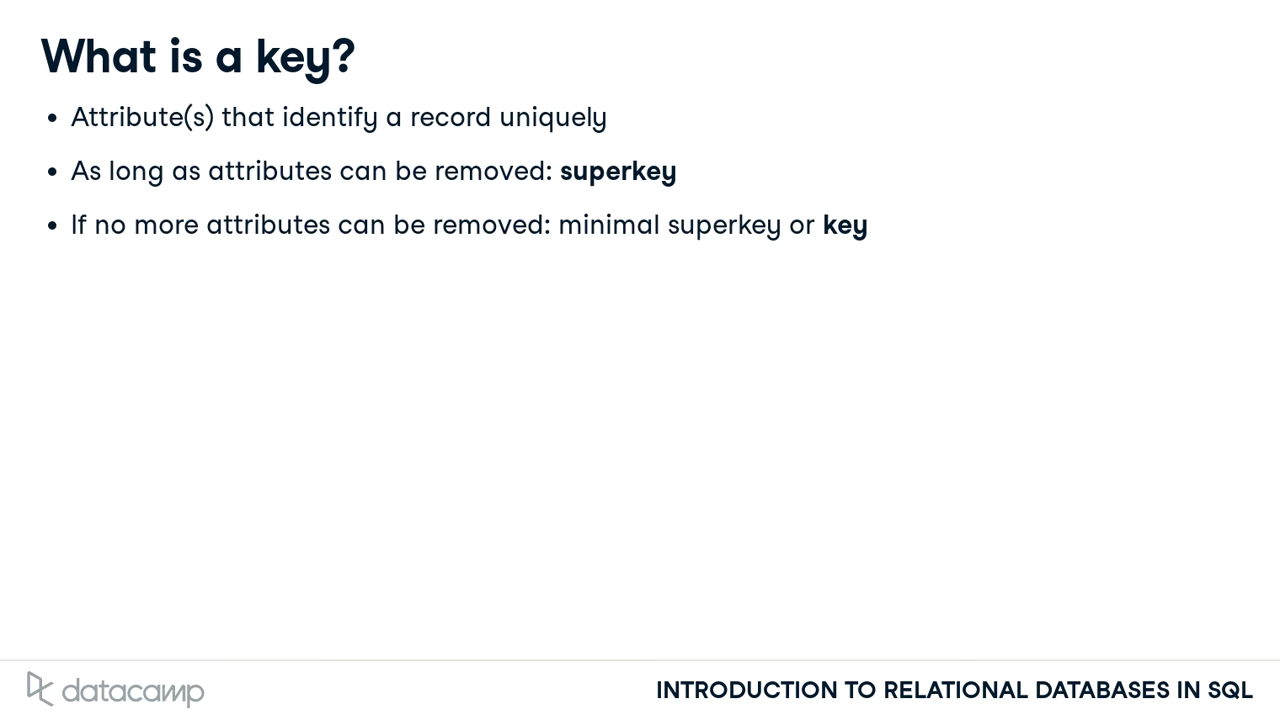 What is a key?
• Attribute(s) that identify a record uniquely
• As long as attributes can be removed: superkey
• If no more attributes can be removed: minimal superkey or key
datacamp
INTRODUCTION TO RELATIONAL DATABASES IN SQL